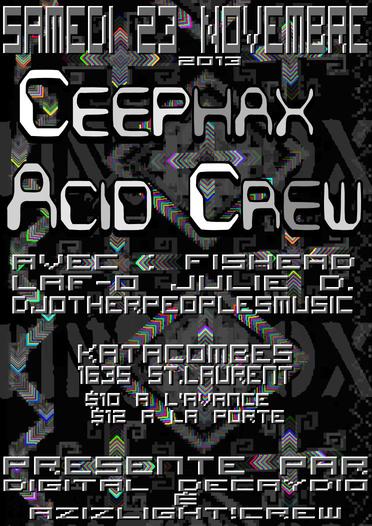 SAMEDI 23 NOVEMBRE
2013
CEEPHAX
ACID CREW
AVEC FISHEAD
LAF-O JULIE D.
DJOTHERPEOPLESMUSIC
KATACOMBES
1635 ST.LAURENT
$10 A L'AVANCE
$12 A LA PORTE
PRESENTE PAR
DIGITAL DECAYDIO
&
AZIZLIGHT!CREW